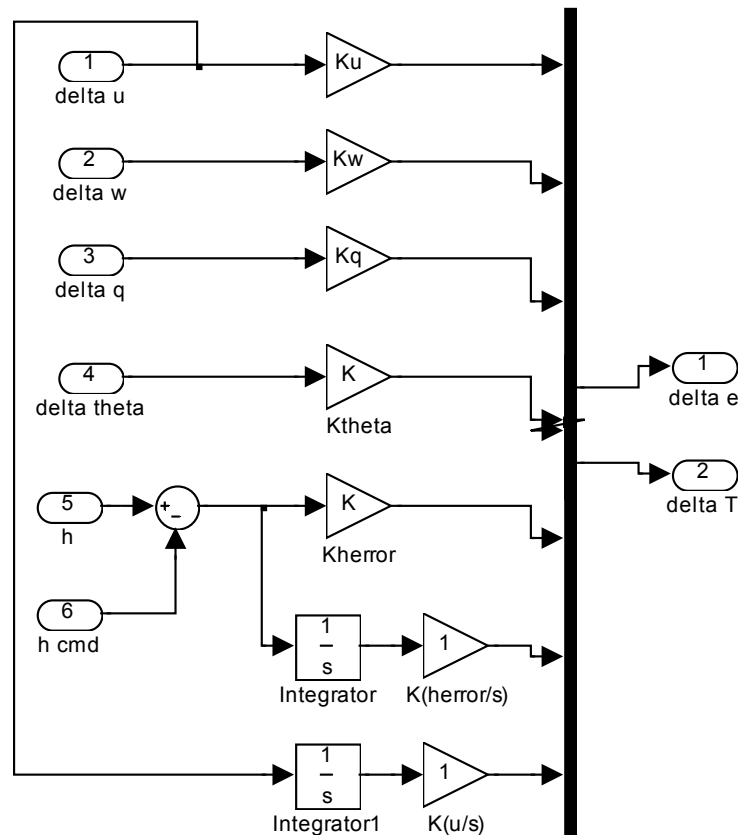 1
Ku
delta u
2
Kw
delta w
3
Kq
delta q
4
K
delta theta
Ktheta
1
delta e
2
delta T
5
+
−
K
h
Kherror
6
h cmd
1
s
1
Integrator
K(herror/s)
1
s
1
Integrator1
K(u/s)